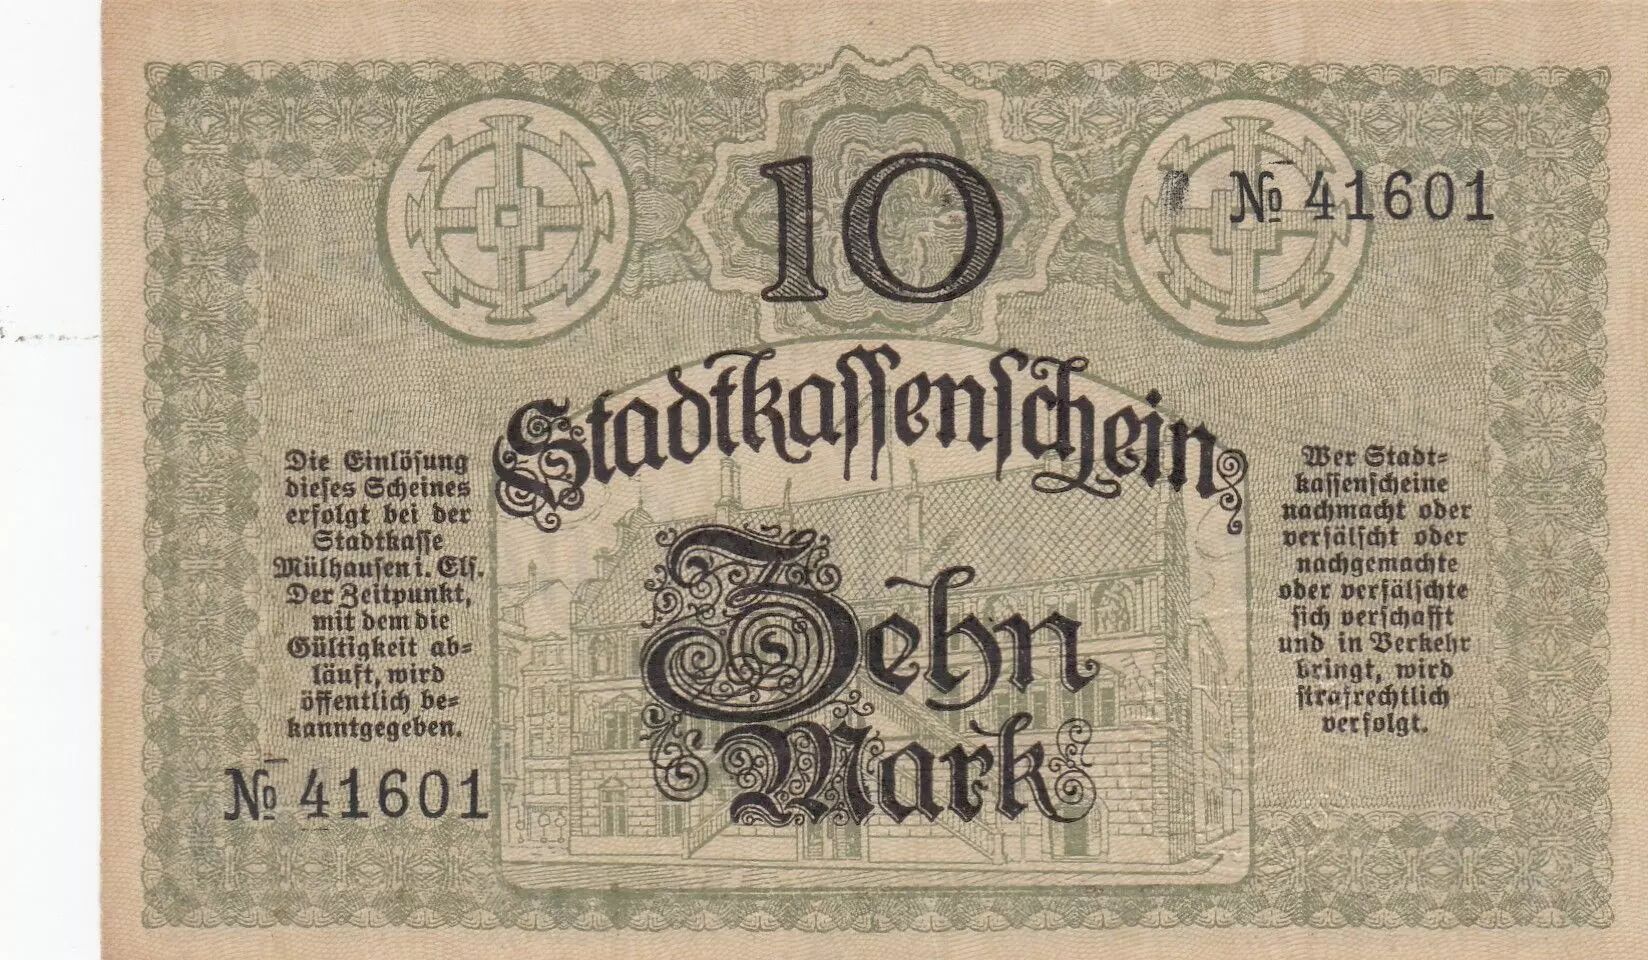 10
№ 41601
Stadtkassenschein
Die Einlösung
dieses Scheines
erfolgt bei der
Stadtkasse
Mülhausen i. Els.
Der Zeitpunkt,
mit dem die
Gültigkeit ab-
läuft, wird
öffentlich be-
kanntgegeben.
№ 41601
Zehn
Mark
Wer Stadt-
kassenscheine
nachmacht oder
verfälscht oder
nachgemachte
oder verfälschte
sich verschafft
und in Verkehr
bringt, wird
strafrechtlich
verfolgt.